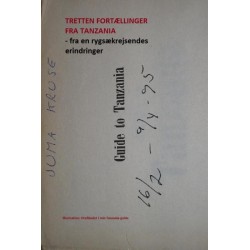 TRETTEN FORTÆLLINGER
FRA TANZANIA
- fra en rygsækrejsendes
erindringer
JUMA KRUSE
Guide to Tanzania
16/2 - 9/4 - 95